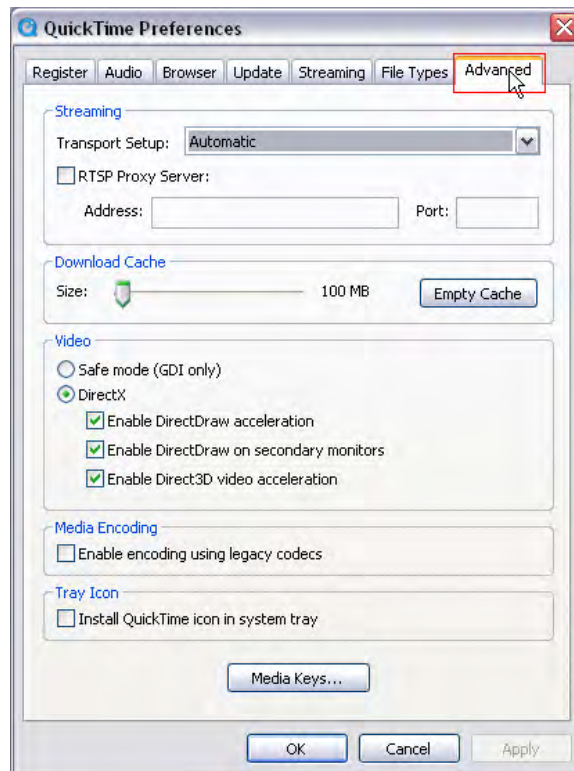 QuickTime Preferences
Register Audio Browser Update Streaming File Types Advanced
Streaming
Transport Setup: Automatic
RTSP Proxy Server:
Address: Port:
Download Cache
Size: 100 MB Empty Cache
Video
Safe mode (GDI only)
DirectX
Enable DirectDraw acceleration
Enable DirectDraw on secondary monitors
Enable Direct3D video acceleration
Media Encoding
Enable encoding using legacy codecs
Tray Icon
Install QuickTime icon in system tray
Media Keys...
OK Cancel Apply